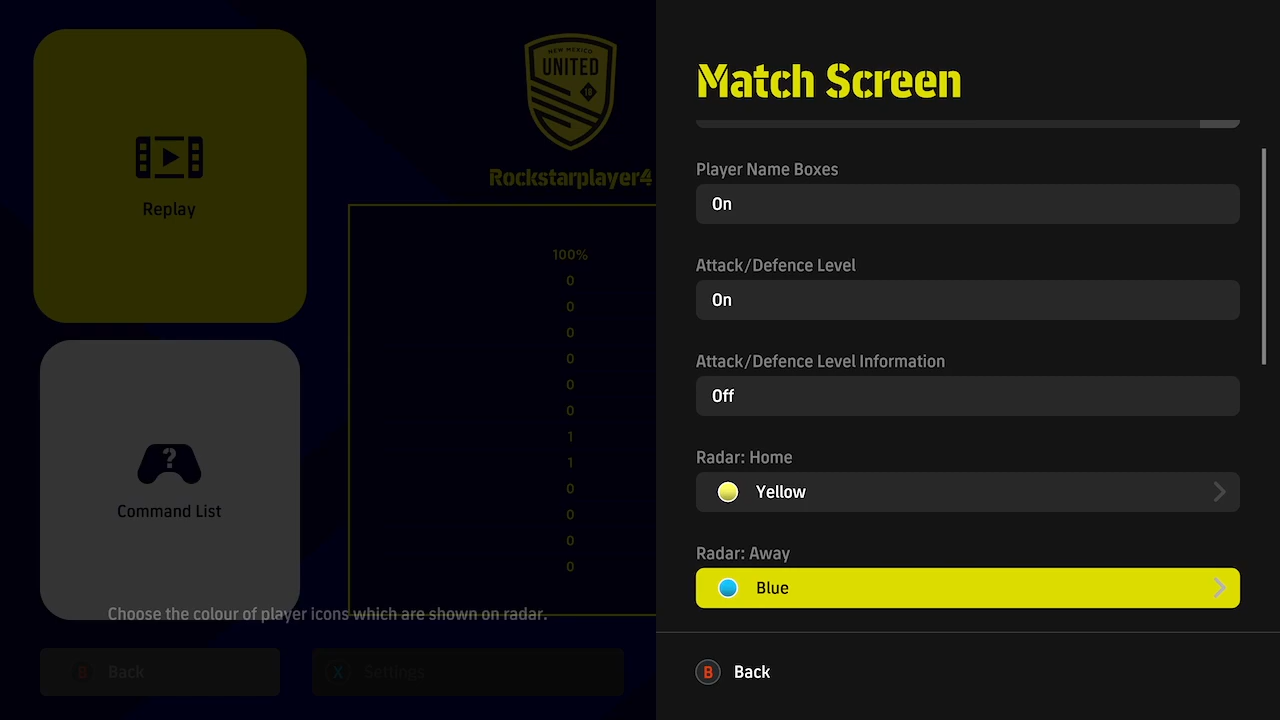 Replay
Command List
NEW MEXICO
UNITED
18
Rockstarplayer4
100%
0
0
0
0
0
0
1
1
0
0
0
0
Choose the colour of player icons which are shown on radar.
B Back
X Settings
Match Screen
Player Name Boxes
On
Attack/Defence Level
On
Attack/Defence Level Information
Off
Radar: Home
Yellow
Radar: Away
Blue
B Back